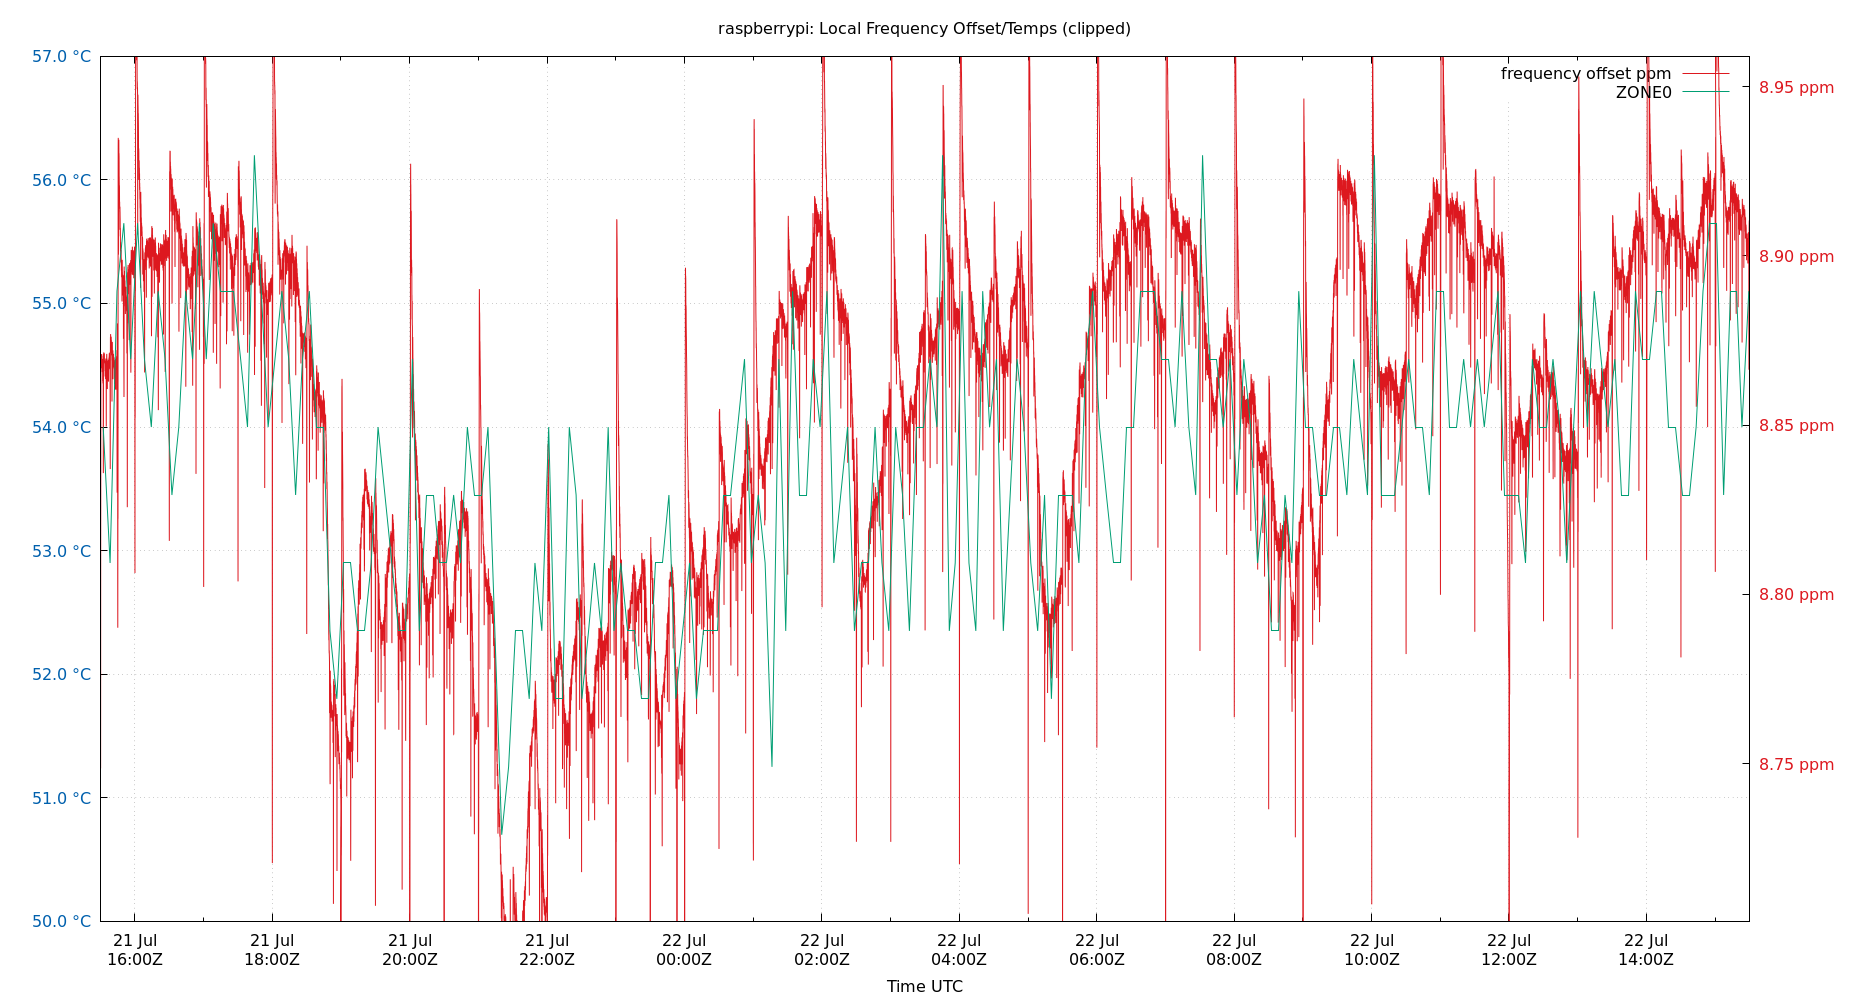 raspberrypi: Local Frequency Offset/Temps (clipped)
57.0 °C
56.0 °C
55.0 °C
54.0 °C
53.0 °C
52.0 °C
51.0 °C
50.0 °C
frequency offset ppm
ZONE0
8.95 ppm
8.90 ppm
8.85 ppm
8.80 ppm
8.75 ppm
21 Jul
16:00Z
21 Jul
18:00Z
21 Jul
20:00Z
21 Jul
22:00Z
22 Jul
00:00Z
22 Jul
02:00Z
22 Jul
04:00Z
22 Jul
06:00Z
22 Jul
08:00Z
22 Jul
10:00Z
22 Jul
12:00Z
22 Jul
14:00Z
Time UTC